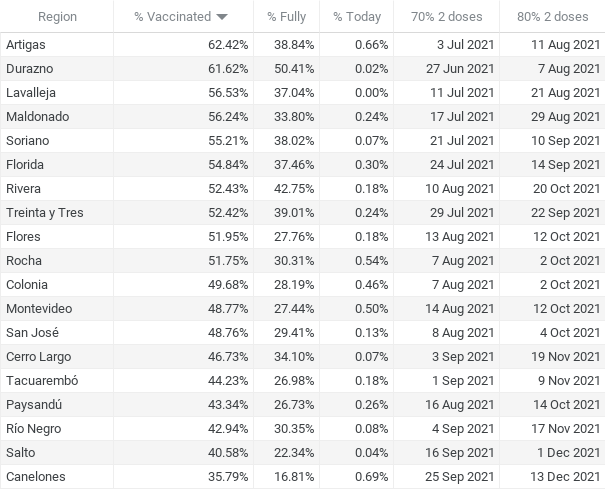 Region % Vaccinated % Fully % Today 70% 2 doses 80% 2 doses
Artigas 62.42% 38.84% 0.66% 3 Jul 2021 11 Aug 2021
Durazno 61.62% 50.41% 0.02% 27 Jun 2021 7 Aug 2021
Lavalleja 56.53% 37.04% 0.00% 11 Jul 2021 21 Aug 2021
Maldonado 56.24% 33.80% 0.24% 17 Jul 2021 29 Aug 2021
Soriano 55.21% 38.02% 0.07% 21 Jul 2021 10 Sep 2021
Florida 54.84% 37.46% 0.30% 24 Jul 2021 14 Sep 2021
Rivera 52.43% 42.75% 0.18% 10 Aug 2021 20 Oct 2021
Treinta y Tres 52.42% 39.01% 0.24% 29 Jul 2021 22 Sep 2021
Flores 51.95% 27.76% 0.18% 13 Aug 2021 12 Oct 2021
Rocha 51.75% 30.31% 0.54% 7 Aug 2021 2 Oct 2021
Colonia 49.68% 28.19% 0.46% 7 Aug 2021 2 Oct 2021
Montevideo 48.77% 27.44% 0.50% 14 Aug 2021 12 Oct 2021
San José 48.76% 29.41% 0.13% 8 Aug 2021 4 Oct 2021
Cerro Largo 46.73% 34.10% 0.07% 3 Sep 2021 19 Nov 2021
Tacuarembó 44.23% 26.98% 0.18% 1 Sep 2021 9 Nov 2021
Paysandú 43.34% 26.73% 0.26% 16 Aug 2021 14 Oct 2021
Río Negro 42.94% 30.35% 0.08% 4 Sep 2021 17 Nov 2021
Salto 40.58% 22.34% 0.04% 16 Sep 2021 1 Dec 2021
Canelones 35.79% 16.81% 0.69% 25 Sep 2021 13 Dec 2021